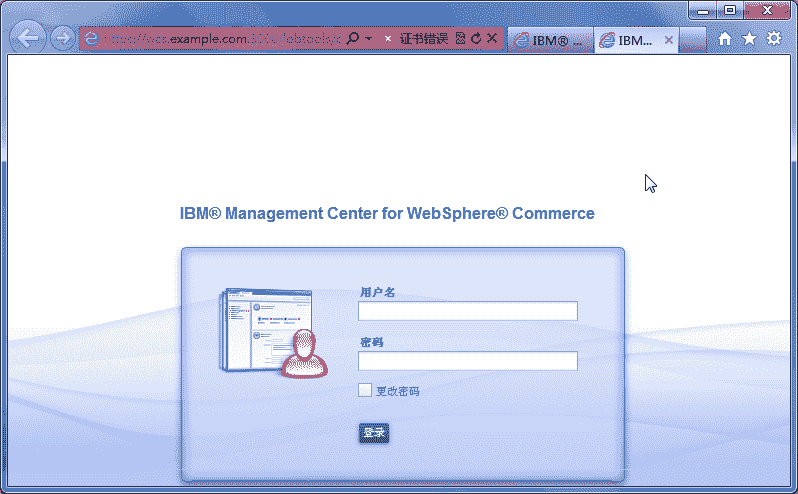 https://wcs.example.com:8000/lobtools/c
证书错误
IBM® ...
IBM...
IBM® Management Center for WebSphere® Commerce
用户名
密码
更改密码
登录